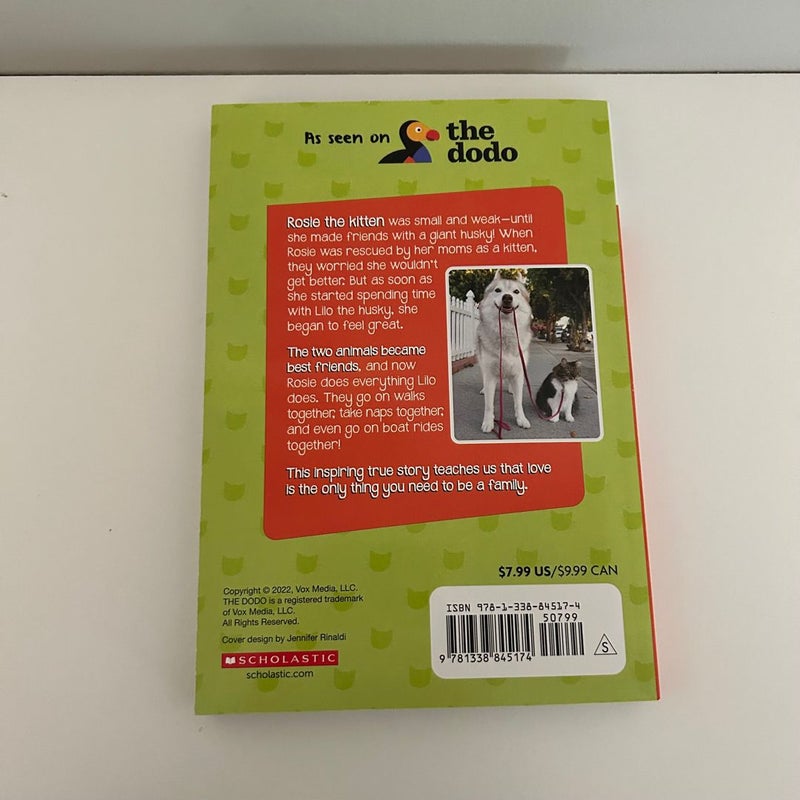 As seen on the dodo
Rosie the kitten was small and weak—until
she made friends with a giant husky! When
Rosie was rescued by her moms as a kitten,
they worried she wouldn't
get better. But as soon as
she started spending time
with Lilo the husky, she
began to feel great.
The two animals became
best friends, and now
Rosie does everything Lilo
does. They go on walks
together, take naps together,
and even go on boat rides
together!
This inspiring true story teaches us that love
is the only thing you need to be a family.
$7.99 US/$9.99 CAN
Copyright © 2022, Vox Media, LLC.
THE DODO is a registered trademark
of Vox Media, LLC.
All Rights Reserved.
Cover design by Jennifer Rinaldi
SCHOLASTIC
scholastic.com
ISBN 978-1-338-84517-4
50799
9 781338 845174
S